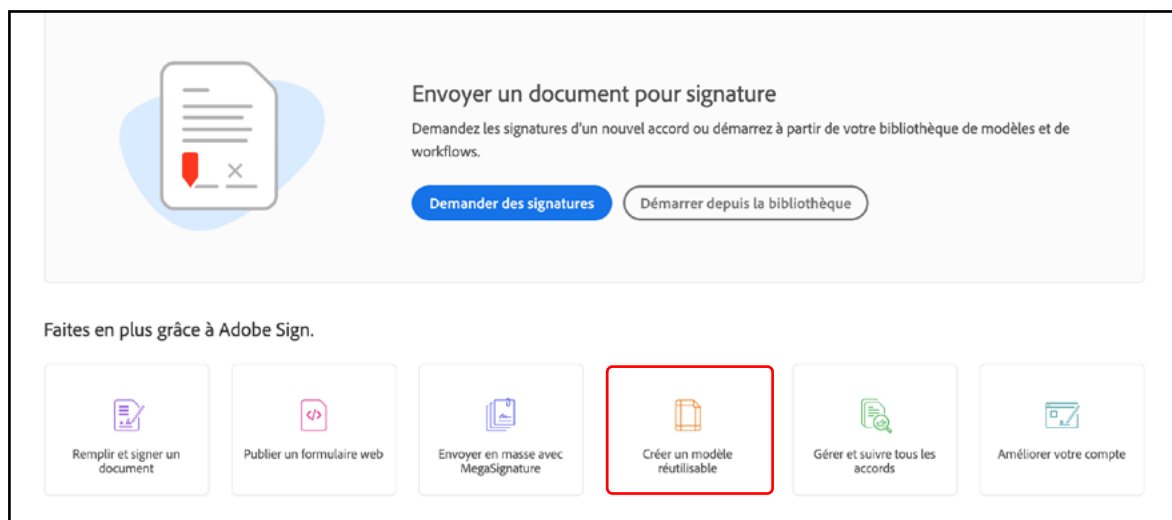 Envoyer un document pour signature
Demandez les signatures d'un nouvel accord ou démarrez à partir de votre bibliothèque de modèles et de
workflows.
Demander des signatures
Démarrer depuis la bibliothèque
Faites en plus grâce à Adobe Sign.
Remplir et signer un
document
Publier un formulaire web
Envoyer en masse avec
MegaSignature
Créer un modèle
réutilisable
Gérer et suivre tous les
accords
Améliorer votre compte